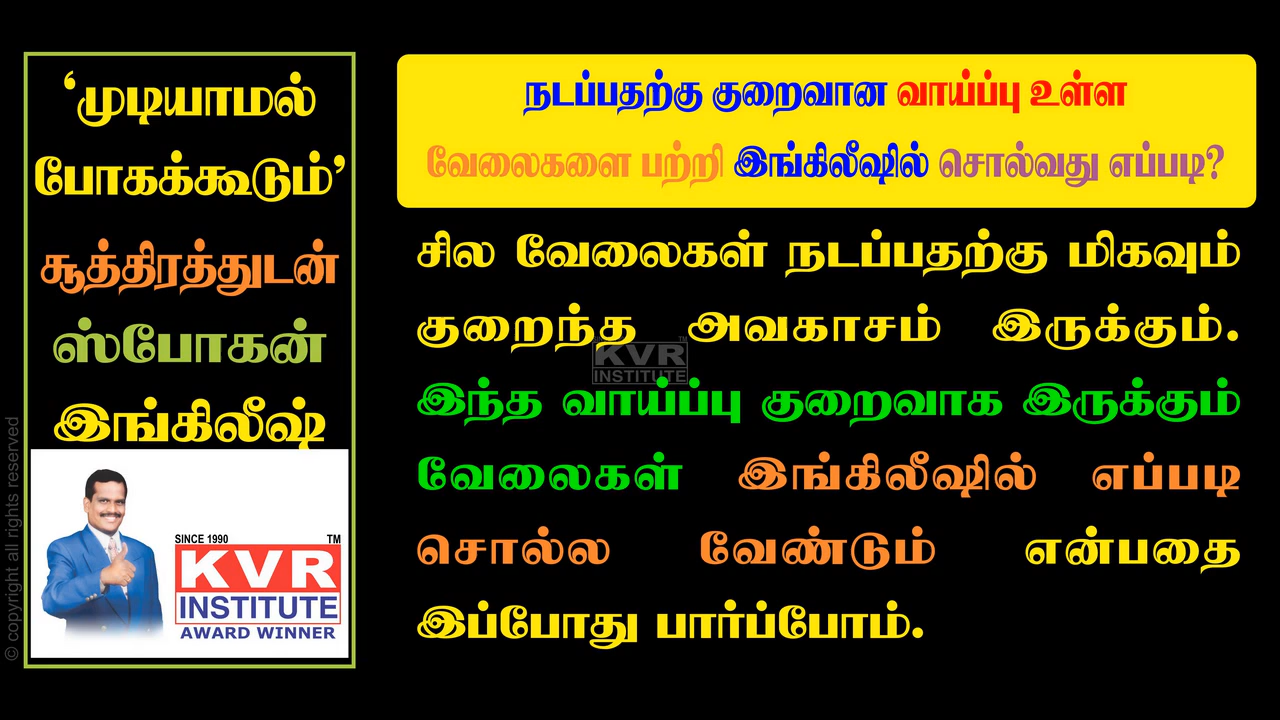 ‘முடியாமல்
போகக்கூடும்’
சூத்திரத்துடன்
ஸ்போகன்
இங்கிலீஷ்
SINCE 1990
TM
KVR
INSTITUTE
AWARD WINNER
© copyright all rights reserved
நடப்பதற்கு குறைவான வாய்ப்பு உள்ள
வேலைகளை பற்றி இங்கிலீஷில் சொல்வது எப்படி?
சில வேலைகள் நடப்பதற்கு மிகவும்
குறைந்த அவகாசம் இருக்கும்.
KVR TM
INSTITUTE
இந்த வாய்ப்பு குறைவாக இருக்கும்
வேலைகள் இங்கிலீஷில் எப்படி
சொல்ல வேண்டும் என்பதை
இப்போது பார்ப்போம்.